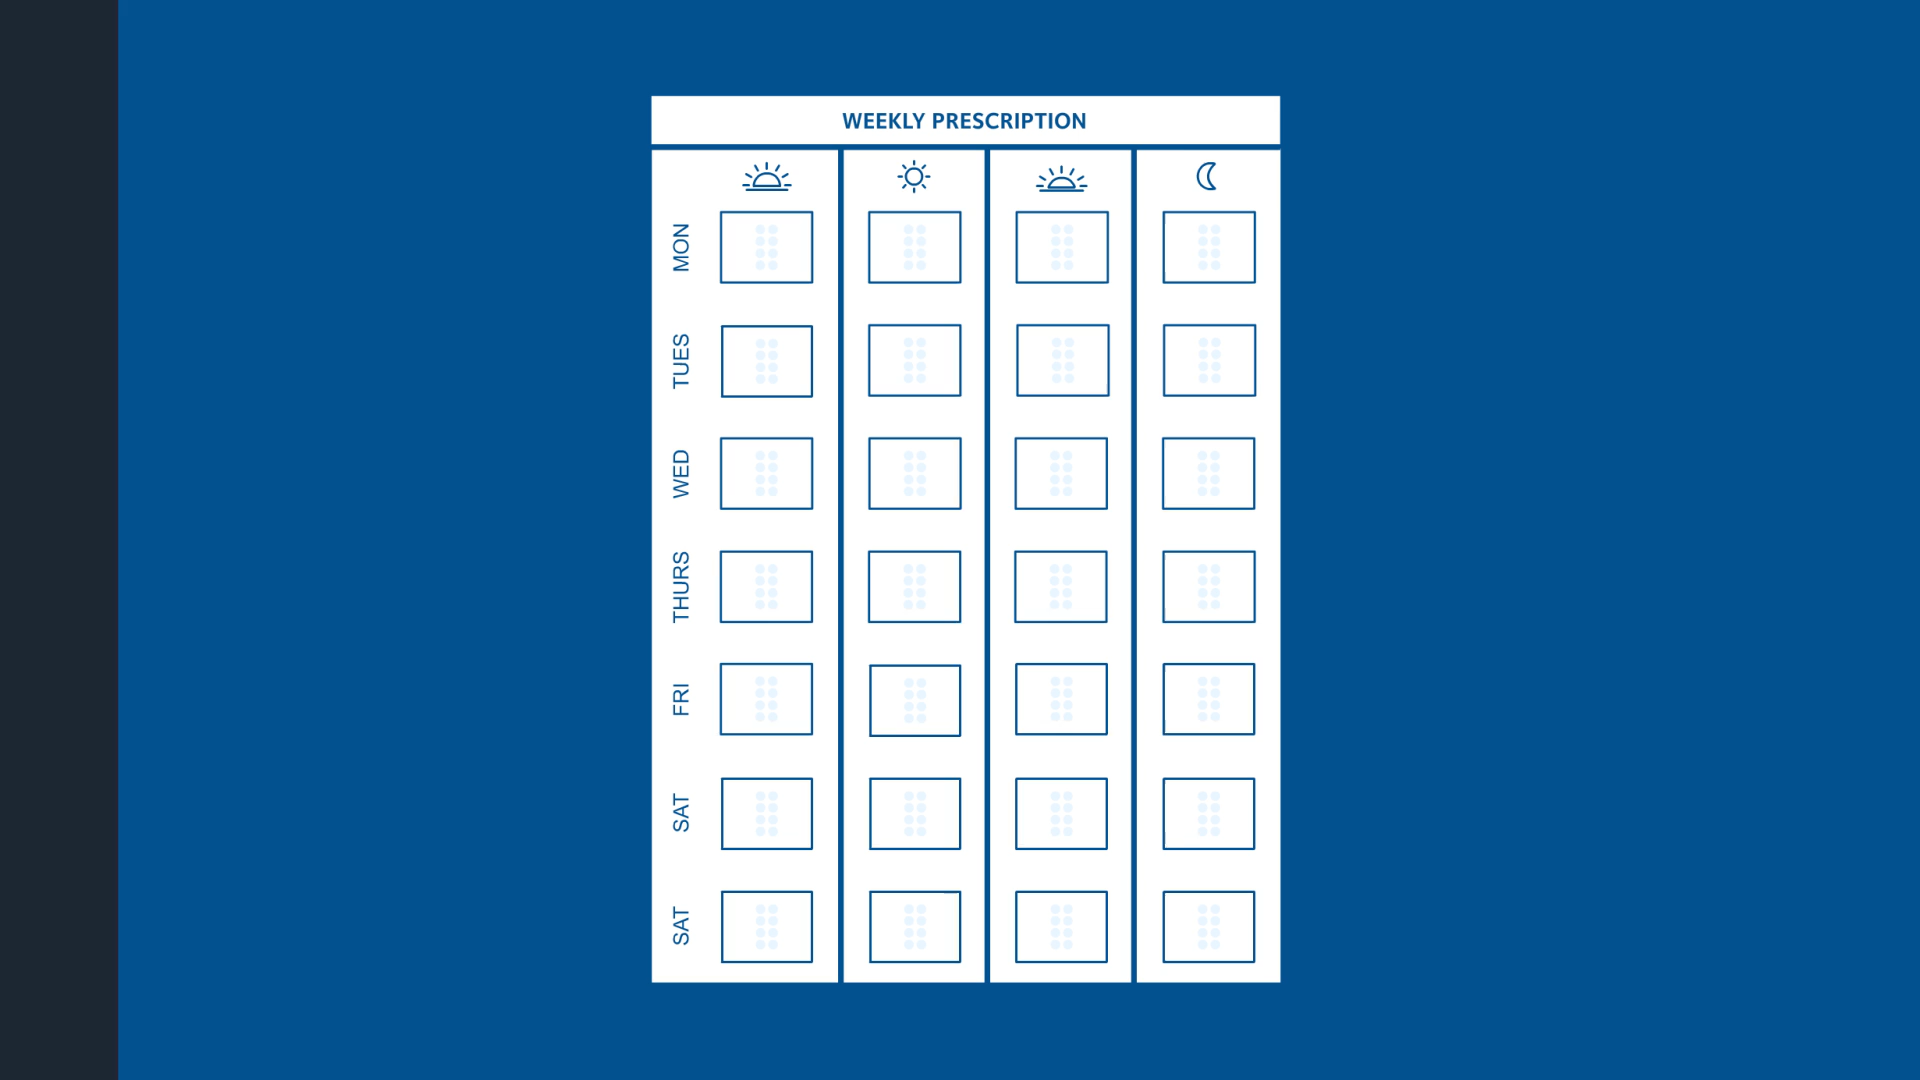 WEEKLY PRESCRIPTION
MON
TUES
WED
THURS
FRI
SAT
SAT